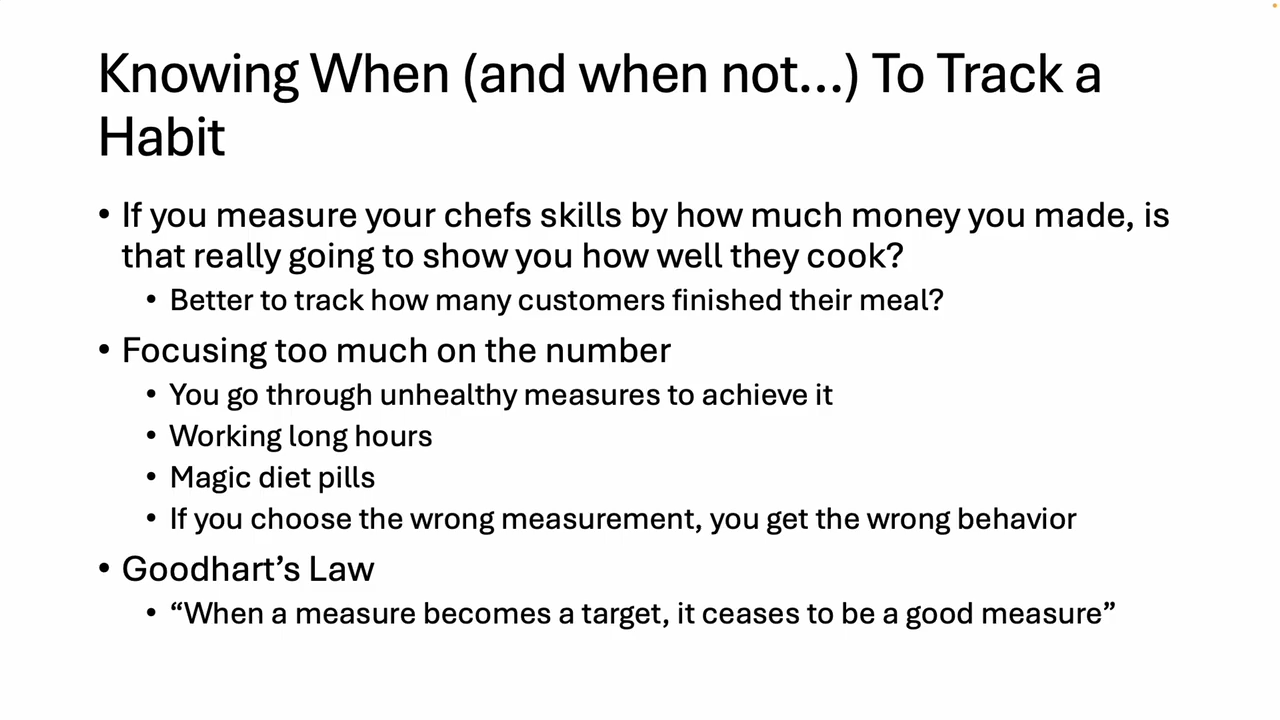 Knowing When (and when not...) To Track a
Habit
• If you measure your chefs skills by how much money you made, is
that really going to show you how well they cook?
• Better to track how many customers finished their meal?
• Focusing too much on the number
• You go through unhealthy measures to achieve it
• Working long hours
• Magic diet pills
• If you choose the wrong measurement, you get the wrong behavior
• Goodhart’s Law
• “When a measure becomes a target, it ceases to be a good measure”